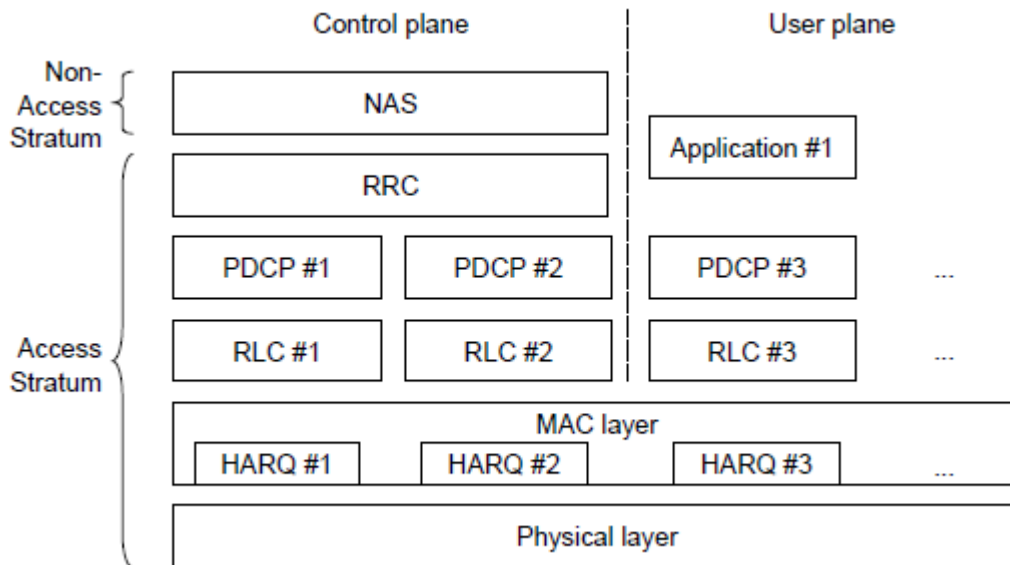 Control plane
User plane
Non-
Access
Stratum
NAS
Application #1
RRC
PDCP #1
PDCP #2
PDCP #3
...
Access
Stratum
RLC #1
RLC #2
RLC #3
...
MAC layer
HARQ #1
HARQ #2
HARQ #3
...
Physical layer